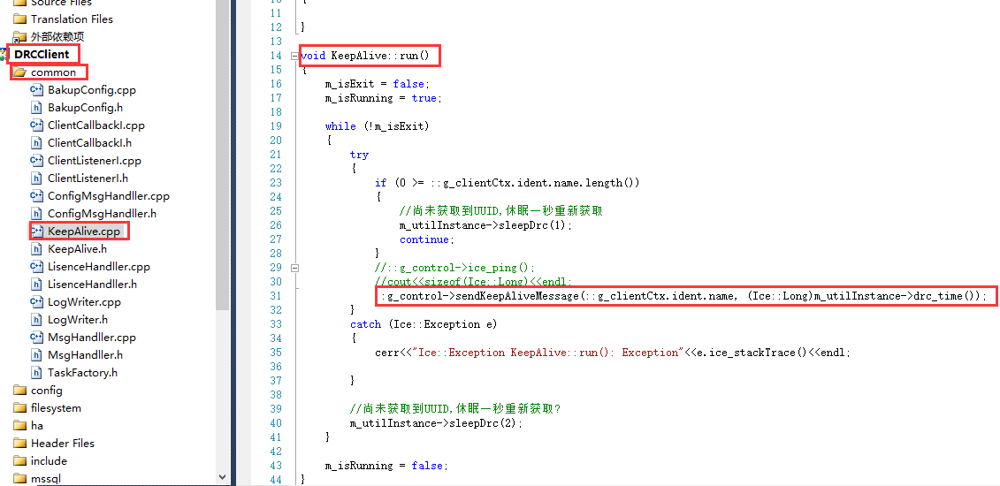 Source Files
Translation Files
外部依赖项
DRCClient
common
BakupConfig.cpp
BakupConfig.h
ClientCallbackI.cpp
ClientCallbackI.h
ClientListenerI.cpp
ClientListenerI.h
ConfigMsgHandller.cpp
ConfigMsgHandller.h
KeepAlive.cpp
KeepAlive.h
LisenceHandller.cpp
LisenceHandller.h
LogWriter.cpp
LogWriter.h
MsgHandller.cpp
MsgHandller.h
TaskFactory.h
config
filesystem
ha
Header Files
include
mssql
10
11
12 }
13
14 void KeepAlive::run()
15 {
16 m_isExit = false;
17 m_isRunning = true;
18
19 while (!m_isExit)
20 {
21 try
22 {
23 if (0 >= ::g_clientCtx.ident.name.length())
24 {
25 //尚未获取到UUID,休眠一秒重新获取
26 m_utilInstance->sleepDrc(1);
27 continue;
28 }
29 //::g_control->ice_ping();
30 //cout<<sizeof(Ice::Long)<<endl;
31 ::g_control->sendKeepAliveMessage(::g_clientCtx.ident.name, (Ice::Long)m_utilInstance->drc_time());
32 }
33 catch (Ice::Exception e)
34 {
35 cerr<<"Ice::Exception KeepAlive::run(): Exception"<<e.ice_stackTrace()<<endl;
36
37 }
38
39 //尚未获取到UUID,休眠一秒重新获取?
40 m_utilInstance->sleepDrc(2);
41 }
42
43 m_isRunning = false;
44 }